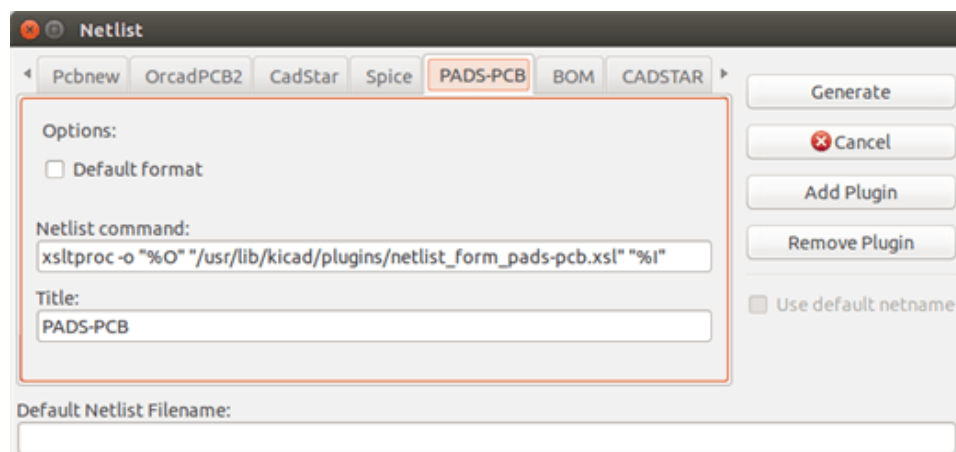 Netlist
Pcbnew OrcadPCB2 CadStar Spice PADS-PCB BOM CADSTAR
Generate
Options:
Cancel
Default format
Add Plugin
Netlist command:
Remove Plugin
xsltproc -o "%O" "/usr/lib/kicad/plugins/netlist_form_pads-pcb.xsl" "%I"
Title:
Use default netname
PADS-PCB
Default Netlist Filename: